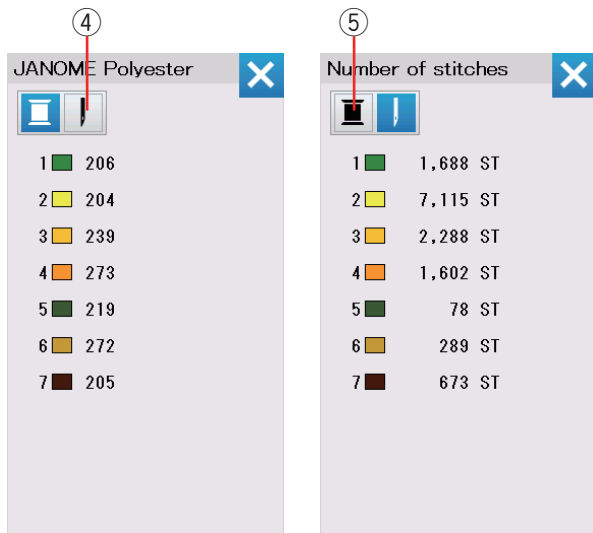 ④
⑤
JANOME Polyester
1 206
2 204
3 239
4 273
5 219
6 272
7 205
Number of stitches
1 1,688 ST
2 7,115 ST
3 2,288 ST
4 1,602 ST
5 78 ST
6 289 ST
7 673 ST